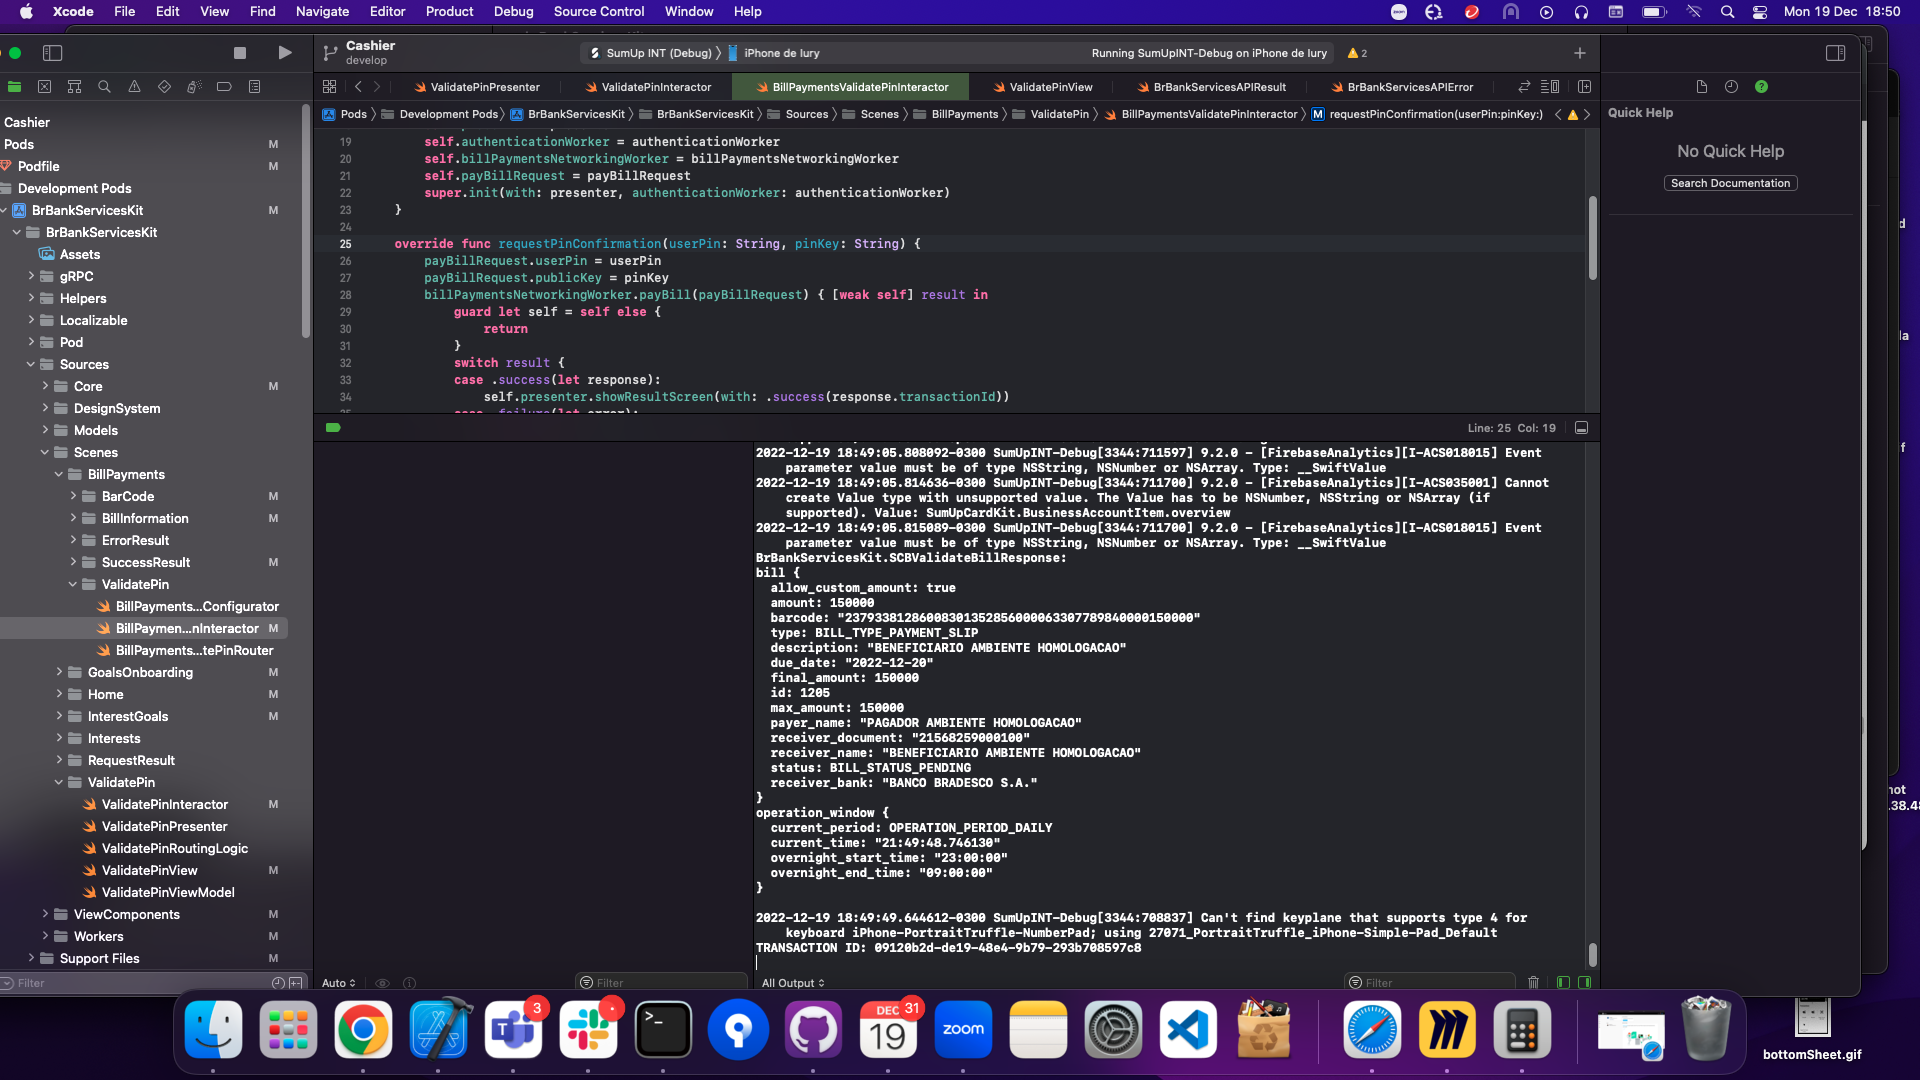 Xcode File Edit View Find Navigate Editor Product Debug Source Control Window Help
Mon 19 Dec 18:50
Cashier
develop
SumUp INT (Debug) iPhone de Iury
Running SumUpINT-Debug on iPhone de Iury
2
ValidatePinPresenter
ValidatePinInteractor
BillPaymentsValidatePinInteractor
ValidatePinView
BrBankServicesAPIResult
BrBankServicesAPIError
Pods Development Pods BrBankServicesKit BrBankServicesKit Sources Scenes BillPayments ValidatePin BillPaymentsValidatePinInteractor M requestPinConfirmation(userPin:pinKey:)
Cashier
Pods M
Podfile M
Development Pods
BrBankServicesKit M
BrBankServicesKit
Assets
gRPC
Helpers
Localizable
Pod
Sources
Core M
DesignSystem
Models
Scenes
BillPayments
BarCode M
BillInformation M
ErrorResult
SuccessResult M
ValidatePin
BillPayments...Configurator
BillPaymen...nInteractor M
BillPayments...tePinRouter
GoalsOnboarding M
Home M
InterestGoals M
Interests
RequestResult
ValidatePin
ValidatePinInteractor M
ValidatePinPresenter
ValidatePinRoutingLogic
ValidatePinView M
ValidatePinViewModel
ViewComponents M
Workers M
Support Files
Filter
19 self.authenticationWorker = authenticationWorker
20 self.billPaymentsNetworkingWorker = billPaymentsNetworkingWorker
21 self.payBillRequest = payBillRequest
22 super.init(with: presenter, authenticationWorker: authenticationWorker)
23 }
24
25 override func requestPinConfirmation(userPin: String, pinKey: String) {
26 payBillRequest.userPin = userPin
27 payBillRequest.publicKey = pinKey
28 billPaymentsNetworkingWorker.payBill(payBillRequest) { [weak self] result in
29 guard let self = self else {
30 return
31 }
32 switch result {
33 case .success(let response):
34 self.presenter.showResultScreen(with: .success(response.transactionId))
Line: 25 Col: 19
2022-12-19 18:49:05.808092-0300 SumUpINT-Debug[3344:711597] 9.2.0 - [FirebaseAnalytics][I-ACS018015] Event
parameter value must be of type NSString, NSNumber or NSArray. Type: __SwiftValue
2022-12-19 18:49:05.814636-0300 SumUpINT-Debug[3344:711700] 9.2.0 - [FirebaseAnalytics][I-ACS035001] Cannot
create Value type with unsupported value. The Value has to be NSNumber, NSString or NSArray (if
supported). Value: SumUpCardKit.BusinessAccountItem.overview
2022-12-19 18:49:05.815089-0300 SumUpINT-Debug[3344:711700] 9.2.0 - [FirebaseAnalytics][I-ACS018015] Event
parameter value must be of type NSString, NSNumber or NSArray. Type: __SwiftValue
BrBankServicesKit.SCBValidateBillResponse:
bill {
allow_custom_amount: true
amount: 150000
barcode: "23793381286008301352856000063307789840000150000"
type: BILL_TYPE_PAYMENT_SLIP
description: "BENEFICIARIO AMBIENTE HOMOLOGACAO"
due_date: "2022-12-20"
final_amount: 150000
id: 1205
max_amount: 150000
payer_name: "PAGADOR AMBIENTE HOMOLOGACAO"
receiver_document: "21568259000100"
receiver_name: "BENEFICIARIO AMBIENTE HOMOLOGACAO"
status: BILL_STATUS_PENDING
receiver_bank: "BANCO BRADESCO S.A."
}
operation_window {
current_period: OPERATION_PERIOD_DAILY
current_time: "21:49:48.746130"
overnight_start_time: "23:00:00"
overnight_end_time: "09:00:00"
}
2022-12-19 18:49:49.644612-0300 SumUpINT-Debug[3344:708837] Can't find keyplane that supports type 4 for
keyboard iPhone-PortraitTruffle-NumberPad; using 27071_PortraitTruffle_iPhone-Simple-Pad_Default
TRANSACTION ID: 09120b2d-de19-48e4-9b79-293b708597c8
Auto
Filter
All Output
Filter
Quick Help
No Quick Help
Search Documentation
3
DEC
31
19
zoom
bottomSheet.gif